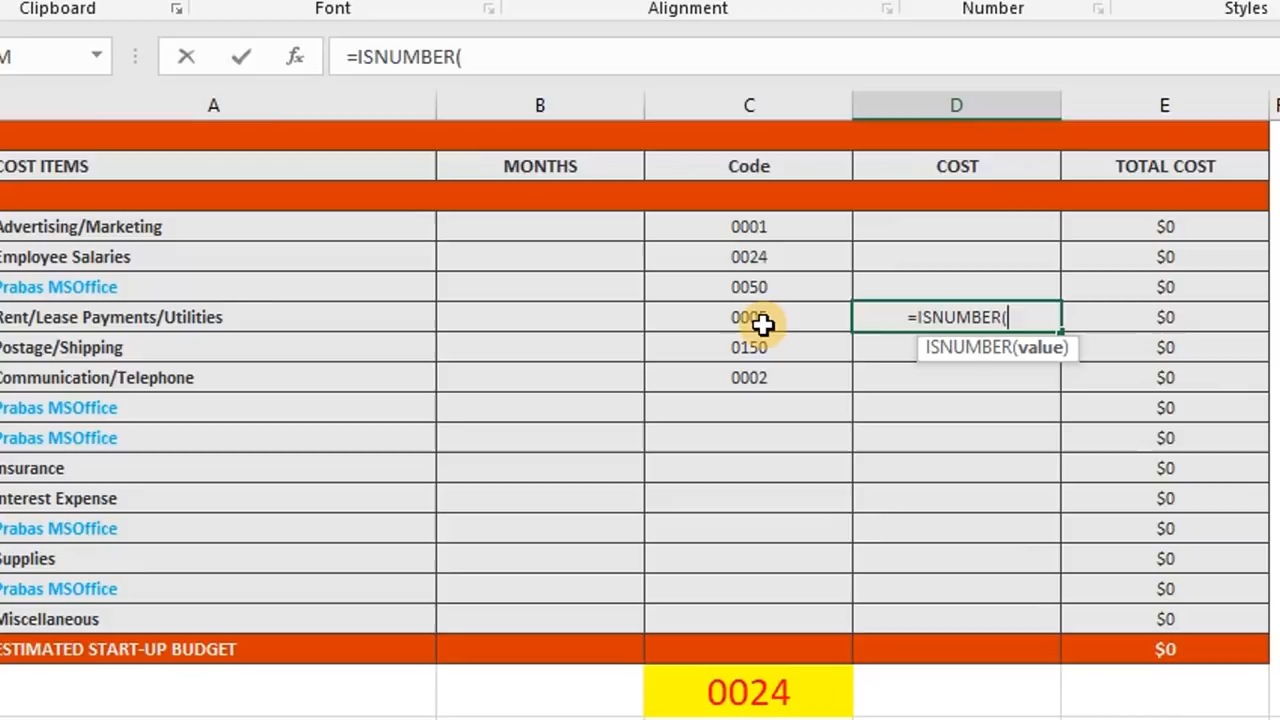 Clipboard Font Alignment Number Styles
M =ISNUMBER(
A B C D E F
COST ITEMS MONTHS Code COST TOTAL COST
Advertising/Marketing 0001 $0
Employee Salaries 0024 $0
Prabas MSOffice 0050 $0
Rent/Lease Payments/Utilities 0005 =ISNUMBER( $0
Postage/Shipping 0150 ISNUMBER(value) $0
Communication/Telephone 0002 $0
Prabas MSOffice $0
Prabas MSOffice $0
Insurance $0
Interest Expense $0
Prabas MSOffice $0
Supplies $0
Prabas MSOffice $0
Miscellaneous $0
ESTIMATED START-UP BUDGET $0
0024